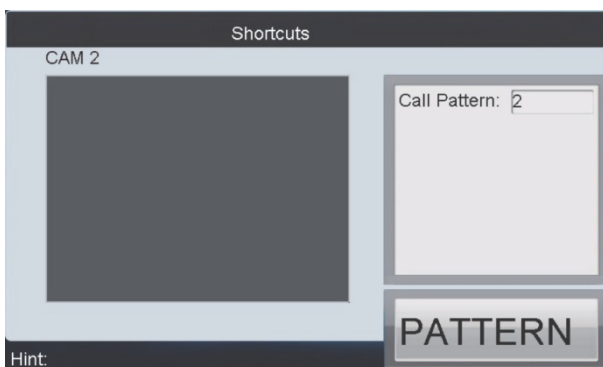 Shortcuts
CAM 2
Call Pattern: 2
PATTERN
Hint: